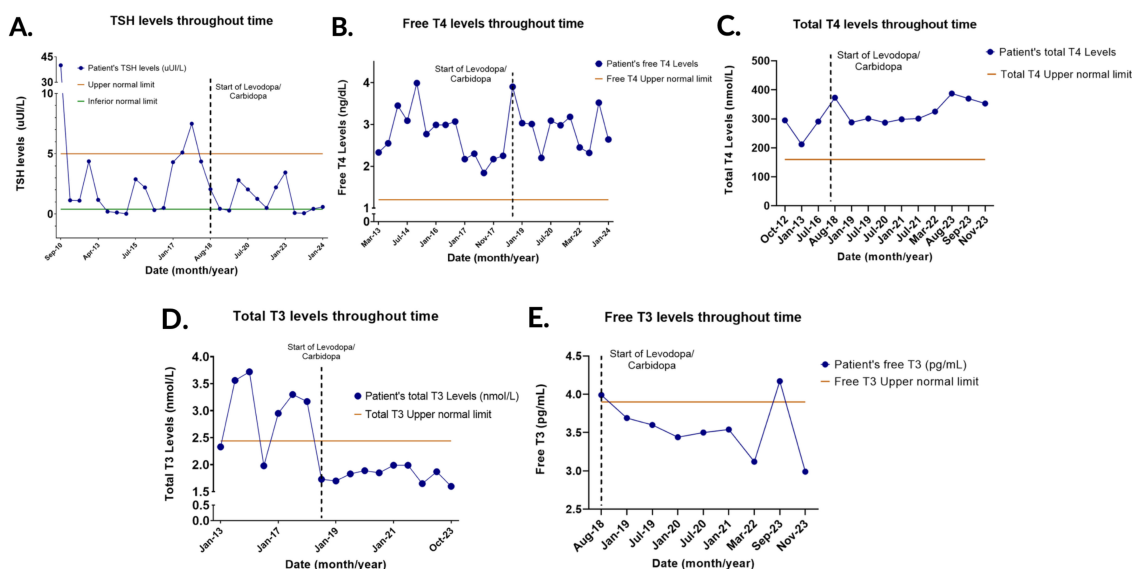 A.
TSH levels throughout time
TSH levels (uUI/L)
45
30
10
5
0
Patient's TSH levels (uUI/L)
Upper normal limit
Inferior normal limit
Start of Levodopa/
Carbidopa
Sep-10
Apr-13
Jul-15
Jan-17
Aug-18
Jul-20
Jan-23
Jan-24
Date (month/year)
B.
Free T4 levels throughout time
Free T4 Levels (ng/dL)
5
4
3
2
1
0
Start of Levodopa/
Carbidopa
Patient's free T4 Levels
Free T4 Upper normal limit
Mar-13
Jul-14
Jan-16
Jan-17
Nov-17
Jan-19
Jul-20
Mar-22
Jan-24
Date (month/year)
C.
Total T4 levels throughout time
Total T4 Levels (nmol/L)
500
400
300
200
100
0
Start of Levodopa/
Carbidopa
Patient's total T4 Levels
Total T4 Upper normal limit
Oct-12
Jan-13
Jul-16
Aug-18
Jan-19
Jul-19
Jul-20
Jan-21
Jul-21
Mar-22
Aug-23
Sep-23
Nov-23
Date (month/year)
D.
Total T3 levels throughout time
Total T3 Levels (nmol/L)
4.0
3.5
3.0
2.5
2.0
1.5
0.5
0.0
Start of Levodopa/
Carbidopa
Patient's total T3 Levels (nmol/L)
Total T3 Upper normal limit
Jan-13
Jan-17
Jan-19
Jan-21
Oct-23
Date (month/year)
E.
Free T3 levels throughout time
Free T3 (pg/mL)
4.5
4.0
3.5
3.0
2.5
Start of Levodopa/
Carbidopa
Patient's free T3 (pg/mL)
Free T3 Upper normal limit
Aug-18
Jan-19
Jul-19
Jan-20
Jul-20
Jan-21
Mar-22
Sep-23
Nov-23
Date (month/year)